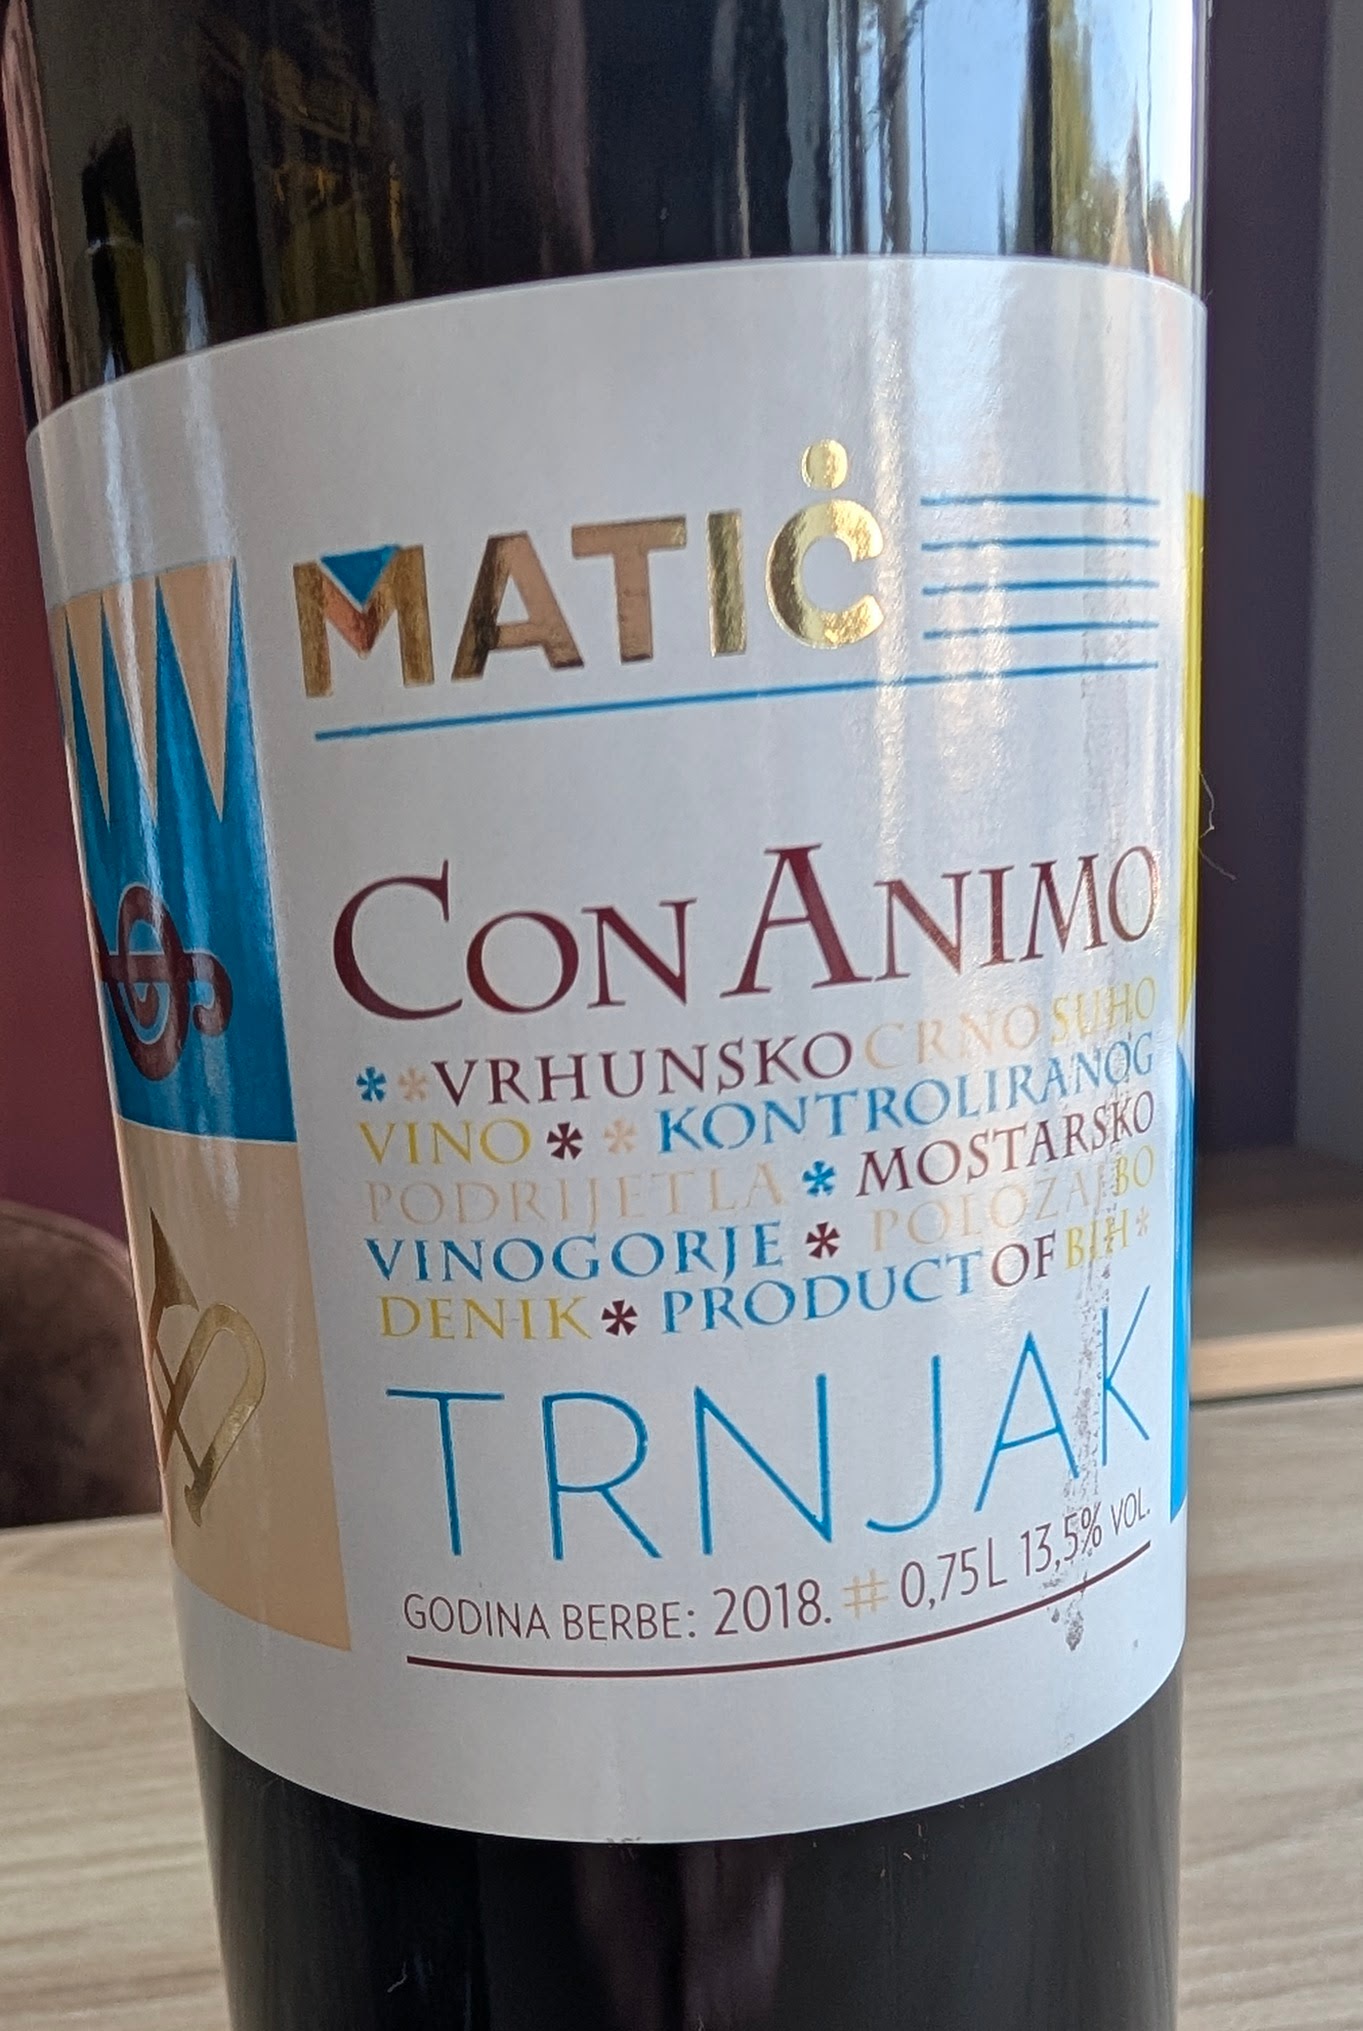 MATIĆ
CON ANIMO
* * VRHUNSKO CRNO SUHO
VINO * * KONTROLIRANOG
PODRIJETLA * MOSTARSKO
VINOGORJE * POLOZAJ BO
DENIK * PRODUCT OF BIH *
TRNJAK
GODINA BERBE: 2018. # 0,75L 13,5% VOL.